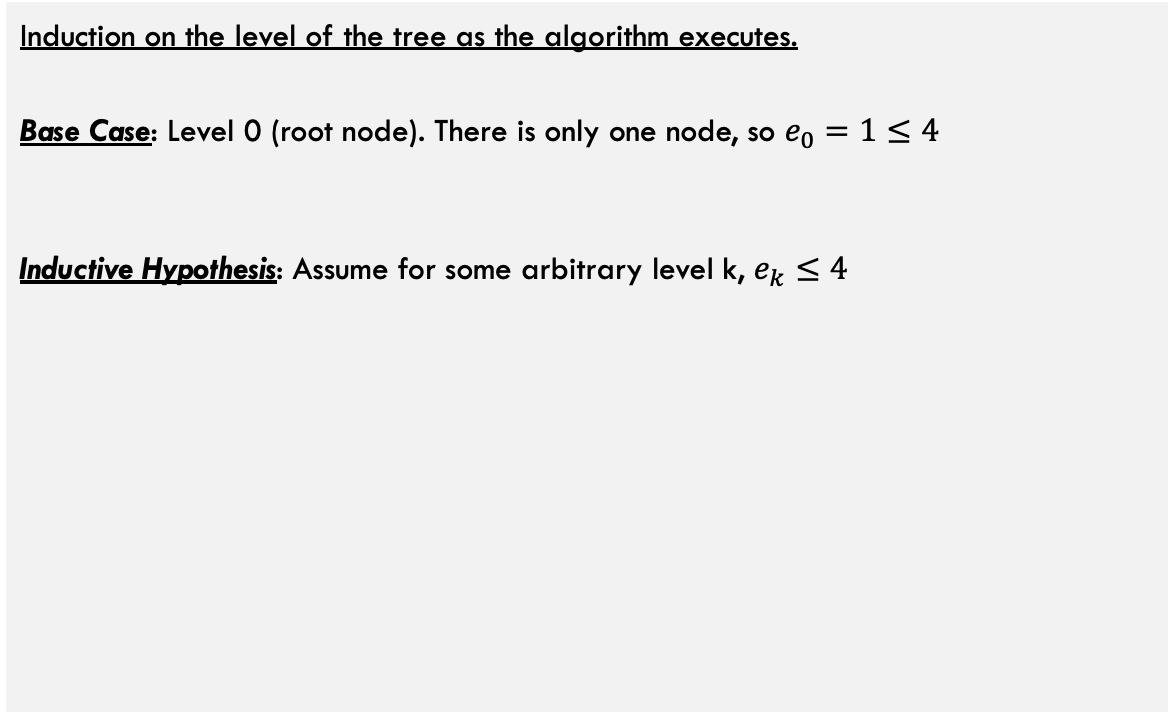 Induction on the level of the tree as the algorithm executes.
Base Case: Level 0 (root node). There is only one node, so e₀ = 1 ≤ 4
Inductive Hypothesis: Assume for some arbitrary level k, eₖ ≤ 4